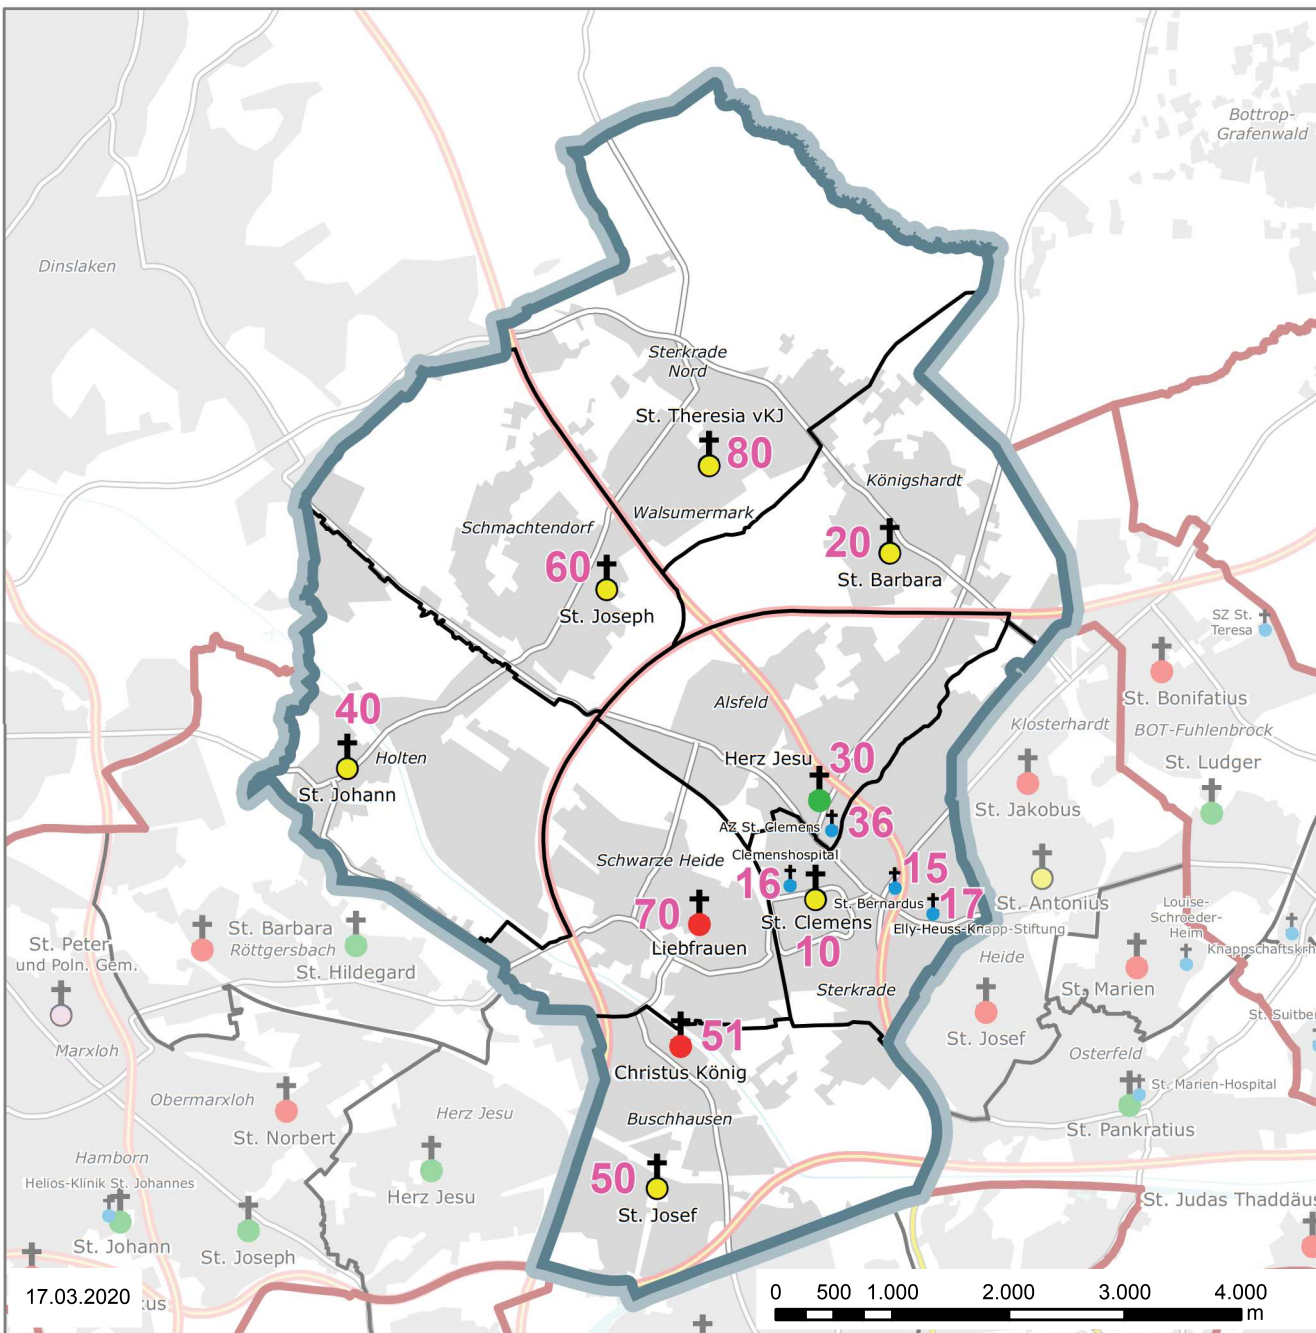 Bottrop-
Grafenwald
Dinslaken
Sterkrade
Nord
St. Theresia vKJ
80
Königshardt
Walsumermark
Schmachtendorf
20
St. Barbara
60
St. Joseph
SZ St.
Teresa
St. Bonifatius
Alsfeld
40
Klosterhardt
BOT-Fuhlenbrock
Holten
Herz Jesu
30
St. Ludger
St. Johann
St. Jakobus
AZ St. Clemens
36
Clemenshospital
Schwarze Heide
16
15
St. Bernardus
17
70
St. Clemens
St. Antonius
Louise-
Schroeder-
Heim
Elly-Heuss-Knapp-Stiftung
Liebfrauen
10
St. Barbara
Röttgersbach
St. Hildegard
St. Peter
und Poln. Gem.
Heide
Knappschaftskrh
St. Marien
Sterkrade
St. Suitbe
51
St. Josef
Marxloh
Osterfeld
Christus König
St. Marien-Hospital
Obermarxloh
Herz Jesu
Buschhausen
St. Norbert
St. Pankratius
Hamborn
Helios-Klinik St. Johannes
50
Herz Jesu
St. Josef
St. Judas Thaddäus
St. Johann
St. Joseph
17.03.2020
kus
0 500 1.000 2.000 3.000 4.000
m